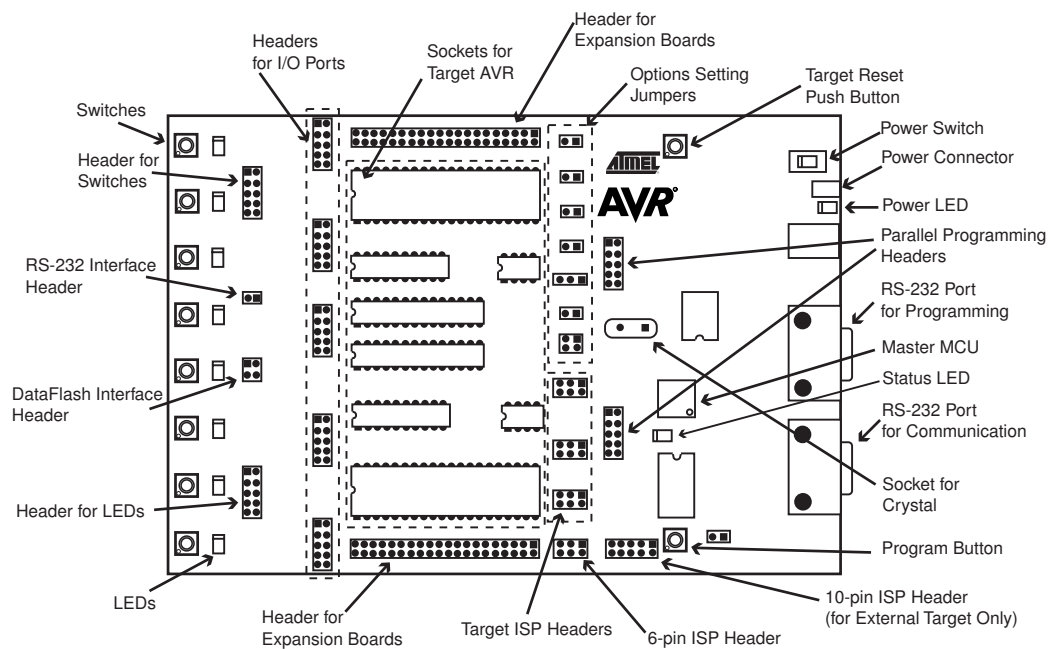 Header for
Expansion Boards
Headers
for I/O Ports
Sockets for
Target AVR
Options Setting
Jumpers
Target Reset
Push Button
Switches
Header for
Switches
Power Switch
Power Connector
Power LED
Parallel Programming
Headers
RS-232 Interface
Header
RS-232 Port
for Programming
Master MCU
Status LED
DataFlash Interface
Header
RS-232 Port
for Communication
Socket for
Crystal
Header for LEDs
Program Button
LEDs
10-pin ISP Header
(for External Target Only)
Header for
Expansion Boards
Target ISP Headers
6-pin ISP Header
ATMEL
AVR®